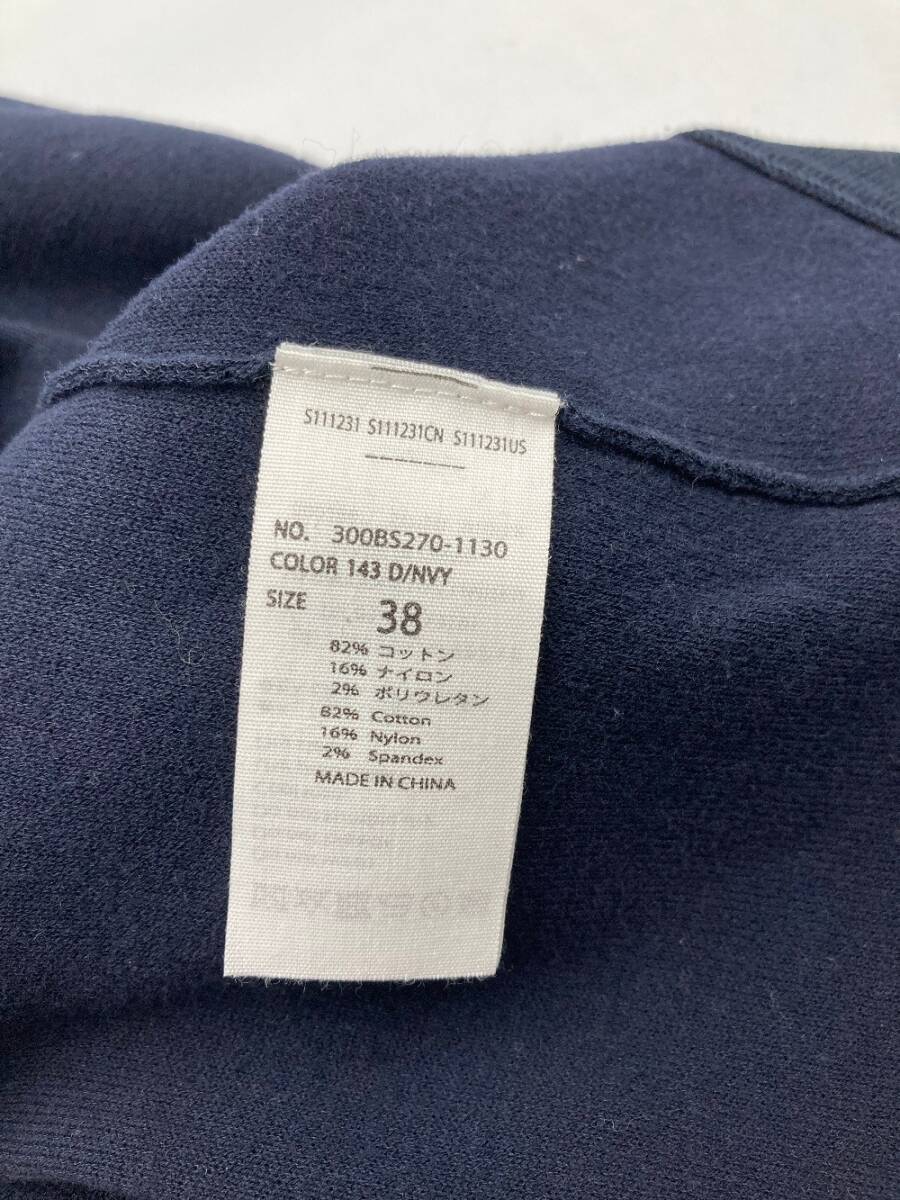 S111231 S111231CN S111231US
-------
NO. 300BS270-1130
COLOR 143 D/NVY
SIZE 38
82% コットン
16% ナイロン
2% ポリウレタン
82% Cotton
16% Nylon
2% Spandex
MADE IN CHINA